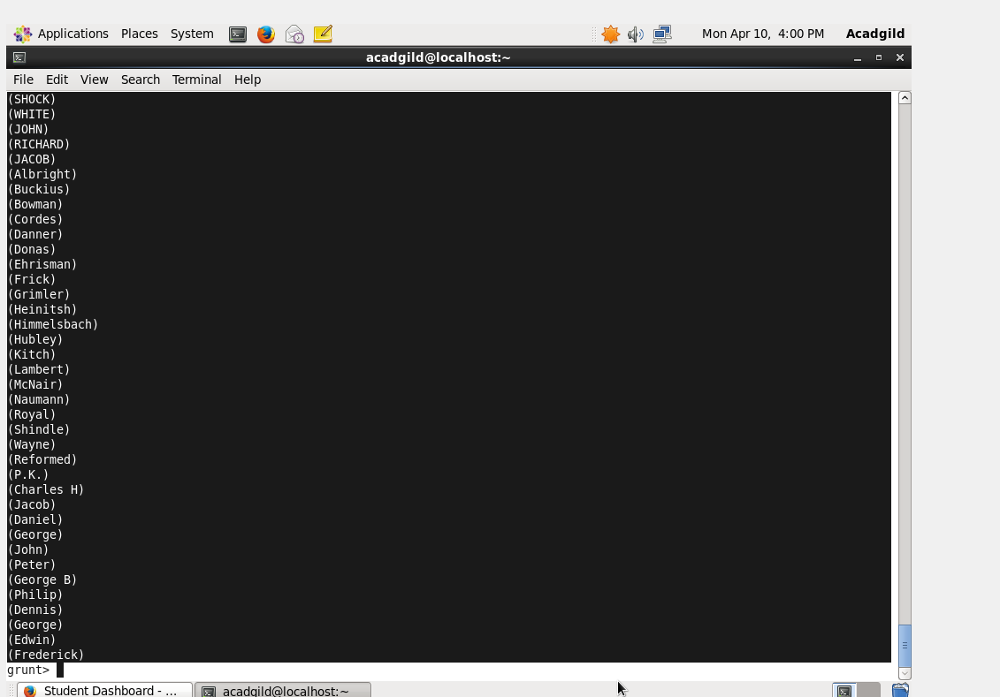 Applications Places System Mon Apr 10, 4:00 PM Acadgild
acadgild@localhost:~
File Edit View Search Terminal Help
(SHOCK)
(WHITE)
(JOHN)
(RICHARD)
(JACOB)
(Albright)
(Buckius)
(Bowman)
(Cordes)
(Danner)
(Donas)
(Ehrisman)
(Frick)
(Grimler)
(Heinitsh)
(Himmelsbach)
(Hubley)
(Kitch)
(Lambert)
(McNair)
(Naumann)
(Royal)
(Shindle)
(Wayne)
(Reformed)
(P.K.)
(Charles H)
(Jacob)
(Daniel)
(George)
(John)
(Peter)
(George B)
(Philip)
(Dennis)
(George)
(Edwin)
(Frederick)
grunt>
Student Dashboard - ... acadgild@localhost:~